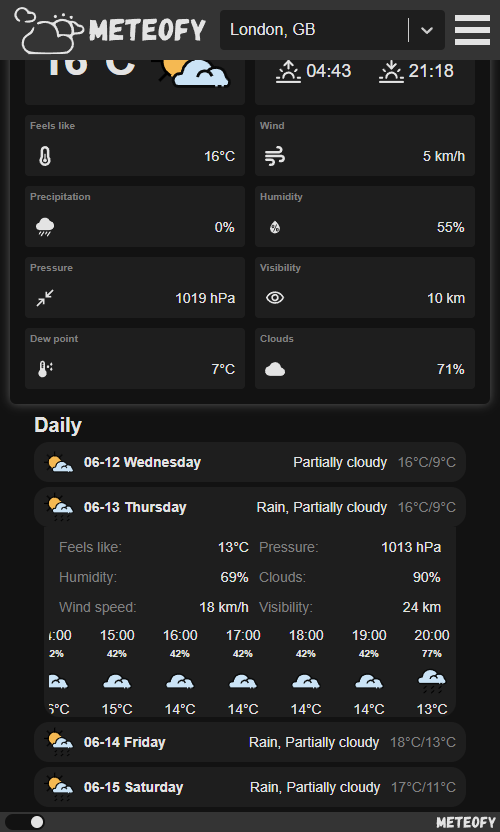 METEOFY
London, GB
16°C
04:43 21:18
Feels like
16°C
Wind
5 km/h
Precipitation
0%
Humidity
55%
Pressure
1019 hPa
Visibility
10 km
Dew point
7°C
Clouds
71%
Daily
06-12 Wednesday Partially cloudy 16°C/9°C
06-13 Thursday Rain, Partially cloudy 16°C/9°C
Feels like: 13°C Pressure: 1013 hPa
Humidity: 69% Clouds: 90%
Wind speed: 18 km/h Visibility: 24 km
:00 15:00 16:00 17:00 18:00 19:00 20:00
2% 42% 42% 42% 42% 42% 77%
°C 15°C 14°C 14°C 14°C 14°C 13°C
06-14 Friday Rain, Partially cloudy 18°C/13°C
06-15 Saturday Rain, Partially cloudy 17°C/11°C
METEOFY